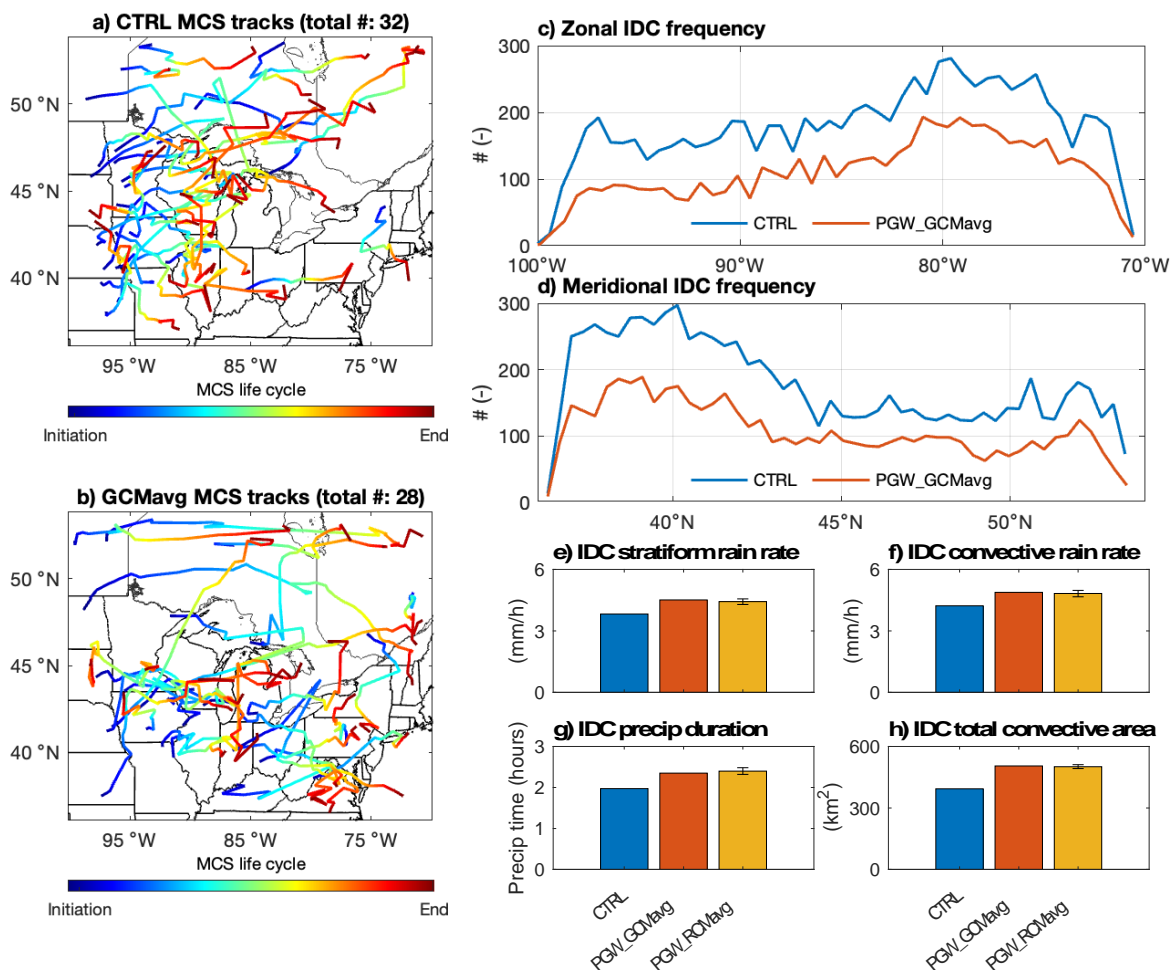 a) CTRL MCS tracks (total #: 32)
50 °N
45 °N
40 °N
95 °W 85 °W 75 °W
MCS life cycle
Initiation End
b) GCMavg MCS tracks (total #: 28)
50 °N
45 °N
40 °N
95 °W 85 °W 75 °W
MCS life cycle
Initiation End
c) Zonal IDC frequency
300
200
100
0
# (-)
CTRL PGW_GCMavg
100°W 90°W 80°W 70°W
d) Meridional IDC frequency
300
200
100
0
# (-)
CTRL PGW_GCMavg
40°N 45°N 50°N
e) IDC stratiform rain rate
6
3
0
(mm/h)
f) IDC convective rain rate
6
3
0
(mm/h)
g) IDC precip duration
3
2
1
0
Precip time (hours)
CTRL
PGW_GCMavg
PGW_RCMavg
h) IDC total convective area
600
300
0
(km²)
CTRL
PGW_GCMavg
PGW_RCMavg